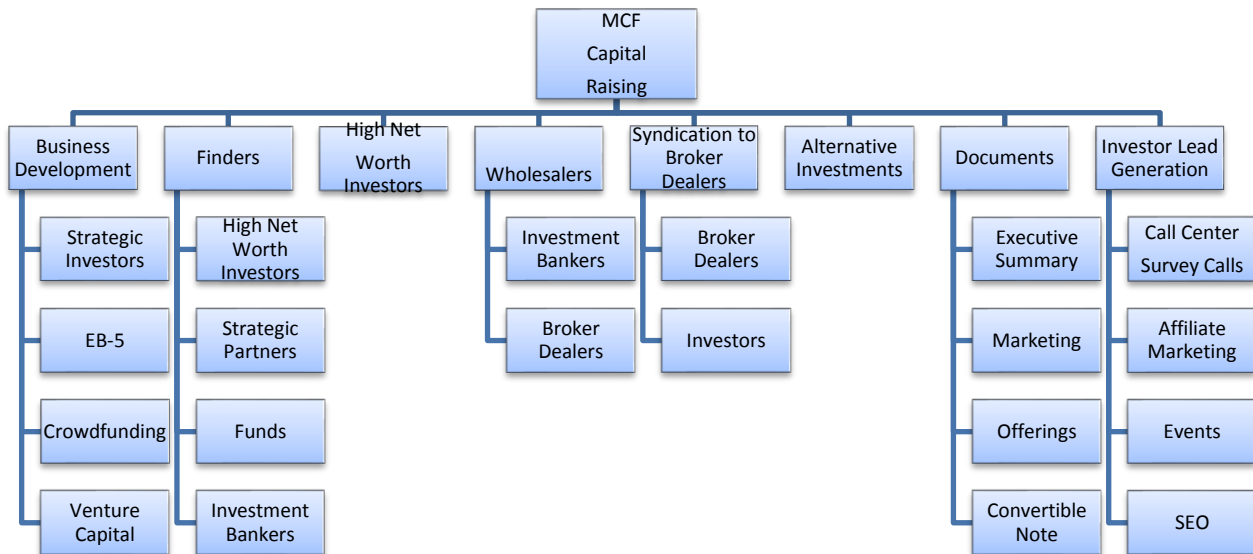 MCF
Capital
Raising
Business
Development
Finders
High Net
Worth
Investors
Wholesalers
Syndication to
Broker
Dealers
Alternative
Investments
Documents
Investor Lead
Generation
Strategic
Investors
High Net
Worth
Investors
Investment
Bankers
Broker
Dealers
Executive
Summary
Call Center
Survey Calls
EB-5
Strategic
Partners
Broker
Dealers
Investors
Marketing
Affiliate
Marketing
Crowdfunding
Funds
Offerings
Events
Venture
Capital
Investment
Bankers
Convertible
Note
SEO